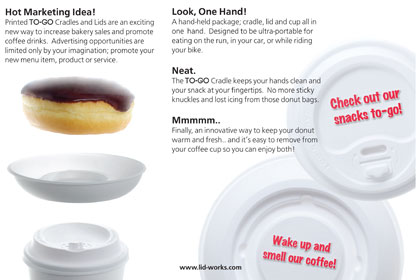 Hot Marketing Idea!
Printed TO-GO Cradles and Lids are an exciting
new way to increase bakery sales and promote
coffee drinks.  Advertising opportunities are
limited only by your imagination; promote your
new menu item, product or service.
Look, One Hand!
A hand-held package; cradle, lid and cup all in
one hand.  Designed to be ultra-portable for
eating on the run, in your car, or while riding
your bike.
Neat.
The TO-GO Cradle keeps your hands clean and
your snack at your fingertips.  No more sticky
knuckles and lost icing from those donut bags.
Mmmmm..
Finally, an innovative way to keep your donut
warm and fresh.. and it's easy to remove from
your coffee cup so you can enjoy both!
Check out our
snacks to-go!
Wake up and
smell our coffee!
www.lid-works.com